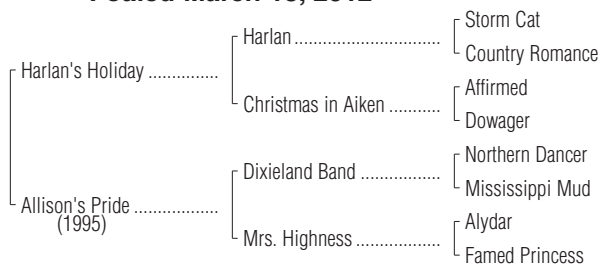 Foaled March 2012
Storm Cat
Harlan
Country Romance
Harlan's Holiday
Affirmed
Christmas in Aiken
Dowager
Northern Dancer
Dixieland Band
Mississippi Mud
Allison's Pride
(1995)
Alydar
Mrs. Highness
Famed Princess